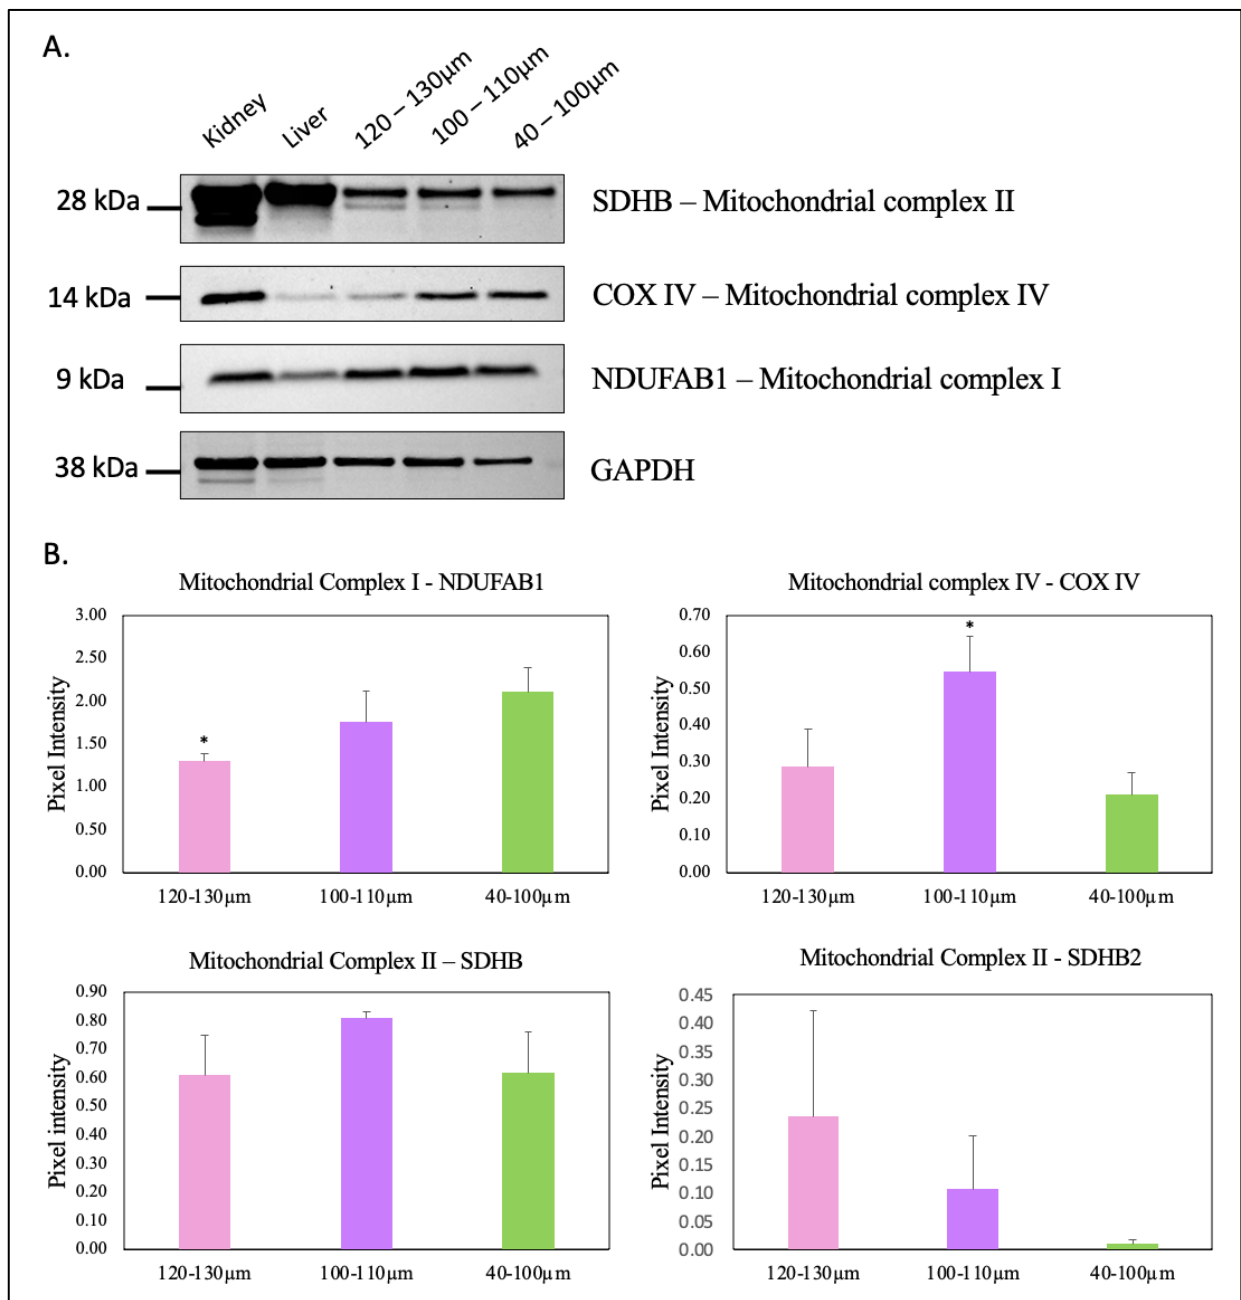 A.
Kidney
Liver
120 – 130µm
100 – 110µm
40 – 100µm
28 kDa
SDHB – Mitochondrial complex II
14 kDa
COX IV – Mitochondrial complex IV
9 kDa
NDUFAB1 – Mitochondrial complex I
38 kDa
GAPDH
B.
Mitochondrial Complex I - NDUFAB1
Pixel Intensity
3.00
2.50
2.00
1.50
1.00
0.50
0.00
*
120-130µm
100-110µm
40-100µm
Mitochondrial complex IV - COX IV
Pixel Intensity
0.70
0.60
0.50
0.40
0.30
0.20
0.10
0.00
*
120-130µm
100-110µm
40-100µm
Mitochondrial Complex II – SDHB
Pixel intensity
0.90
0.80
0.70
0.60
0.50
0.40
0.30
0.20
0.10
0.00
120-130µm
100-110µm
40-100µm
Mitochondrial Complex II - SDHB2
Pixel Intensity
0.45
0.40
0.35
0.30
0.25
0.20
0.15
0.10
0.05
0.00
120-130µm
100-110µm
40-100µm